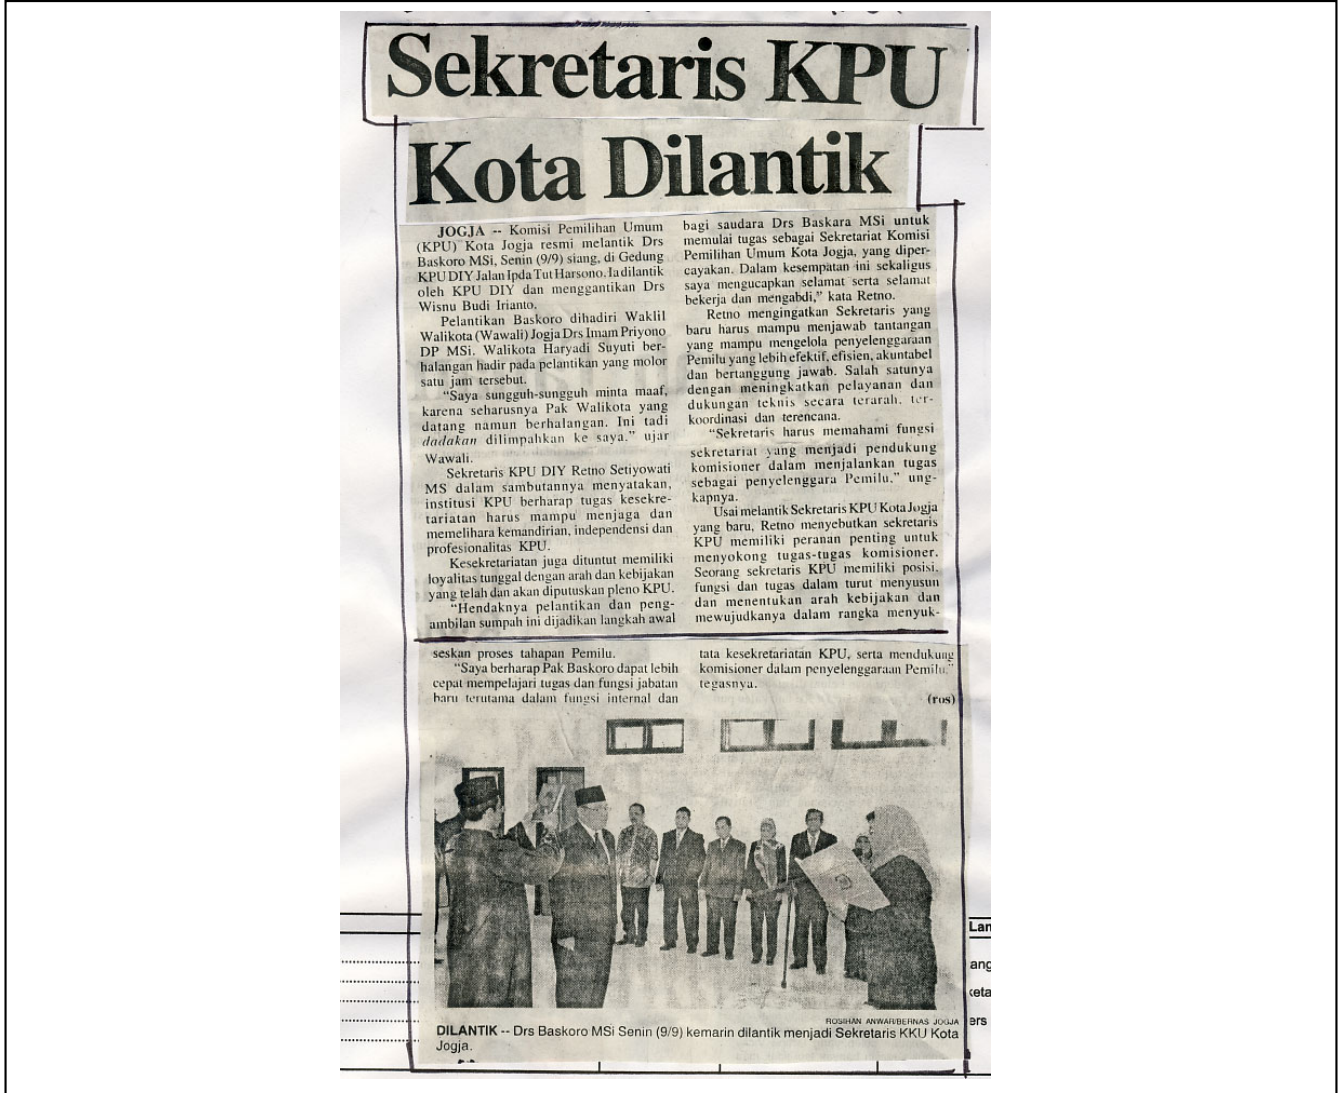 Sekretaris KPU
Kota Dilantik
JOGJA -- Komisi Pemilihan Umum
(KPU) Kota Jogja resmi melantik Drs
Baskoro MSi, Senin (9/9) siang, di Gedung
KPU DIY Jalan Ipda Tut Harsono. Ia dilantik
oleh KPU DIY dan menggantikan Drs
Wisnu Budi Irianto.
Pelantikan Baskoro dihadiri Waklil
Walikota (Wawali) Jogja Drs Imam Priyono
DP MSi. Walikota Haryadi Suyuti ber-
halangan hadir pada pelantikan yang molor
satu jam tersebut.
“Saya sungguh-sungguh minta maaf,
karena seharusnya Pak Walikota yang
datang namun berhalangan. Ini tadi
dadakan dilimpahkan ke saya.” ujar
Wawali.
Sekretaris KPU DIY Retno Setiyowati
MS dalam sambutannya menyatakan,
institusi KPU berharap tugas kesekre-
tariatan harus mampu menjaga dan
memelihara kemandirian, independensi dan
profesionalitas KPU.
Kesekretariatan juga dituntut memiliki
loyalitas tunggal dengan arah dan kebijakan
yang telah dan akan diputuskan pleno KPU.
“Hendaknya pelantikan dan peng-
ambilan sumpah ini dijadikan langkah awal
bagi saudara Drs Baskara MSi untuk
memulai tugas sebagai Sekretariat Komisi
Pemilihan Umum Kota Jogja, yang diper-
cayakan. Dalam kesempatan ini sekaligus
saya mengucapkan selamat serta selamat
bekerja dan mengabdi,” kata Retno.
Retno mengingatkan Sekretaris yang
baru harus mampu menjawab tantangan
yang mampu mengelola penyelenggaraan
Pemilu yang lebih efektif, efisien, akuntabel
dan bertanggung jawab. Salah satunya
dengan meningkatkan pelayanan dan
dukungan teknis secara terarah, ter-
koordinasi dan terencana.
“Sekretaris harus memahami fungsi
sekretariat yang menjadi pendukung
komisioner dalam menjalankan tugas
sebagai penyelenggara Pemilu.” ung-
kapnya.
Usai melantik Sekretaris KPU Kota Jogja
yang baru, Retno menyebutkan sekretaris
KPU memiliki peranan penting untuk
menyokong tugas-tugas komisioner.
Seorang sekretaris KPU memiliki posisi,
fungsi dan tugas dalam turut menyusun
dan menentukan arah kebijakan dan
mewujudkanya dalam rangka menyuk-
seskan proses tahapan Pemilu.
“Saya berharap Pak Baskoro dapat lebih
cepat mempelajari tugas dan fungsi jabatan
baru terutama dalam fungsi internal dan
tata kesekretariatan KPU, serta mendukung
komisioner dalam penyelenggaraan Pemilu.”
tegasnya.
(ros)
ROSIHAN ANWAR/BERNAS JOGJA
DILANTIK -- Drs Baskoro MSi Senin (9/9) kemarin dilantik menjadi Sekretaris KKU Kota
Jogja.
Lan
ang
keta
ers